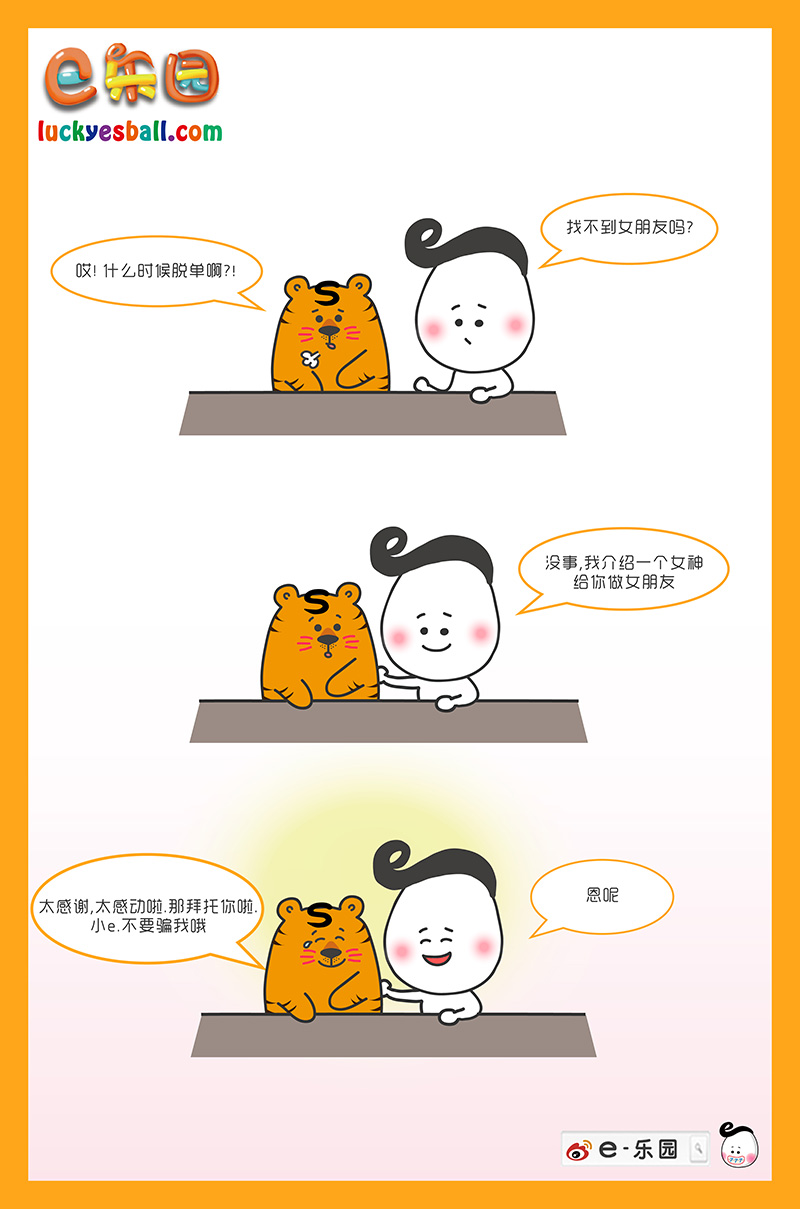 e乐园
luckyesball.com
找不到女朋友吗?
哎! 什么时候脱单啊?!
没事,我介绍一个女神
给你做女朋友
太感谢,太感动啦.那拜托你啦.
小e.不要骗我哦
恩呢
e-乐园